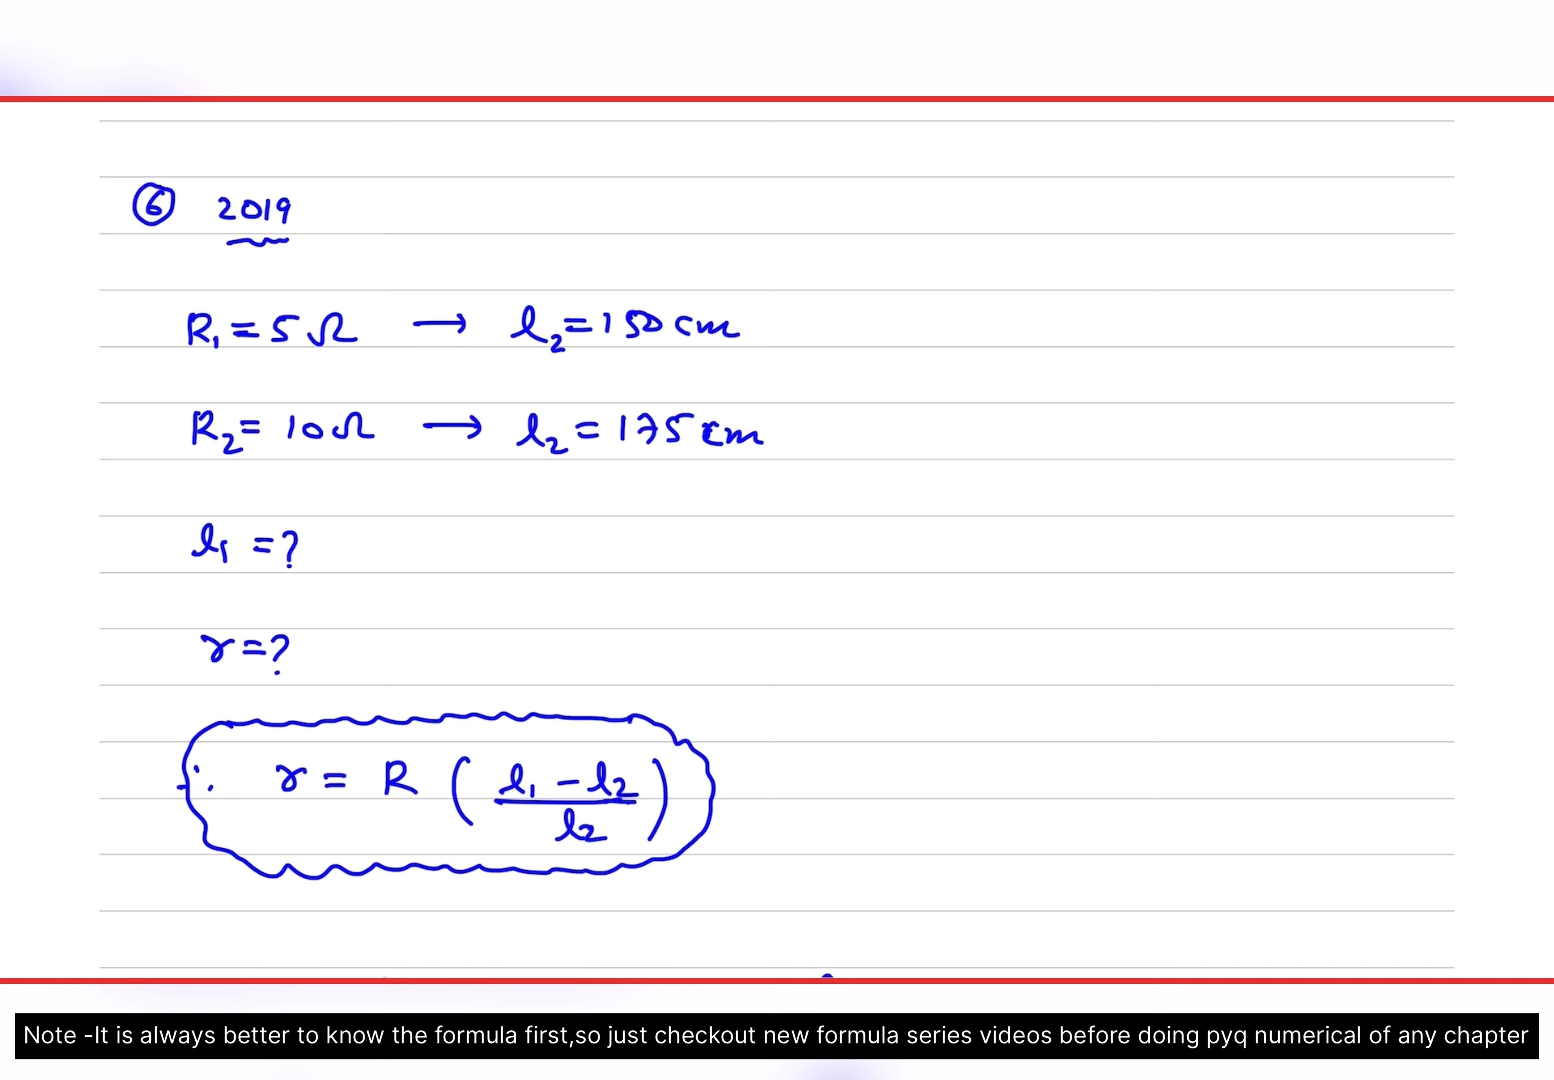 ⑥ 2019
R₁ = 5 Ω → l₂ = 150 cm
R₂ = 10 Ω → l₂ = 175 cm
l₁ = ?
r = ?
∴ r = R ( (l₁ - l₂) / l₂ )
Note -It is always better to know the formula first,so just checkout new formula series videos before doing pyq numerical of any chapter